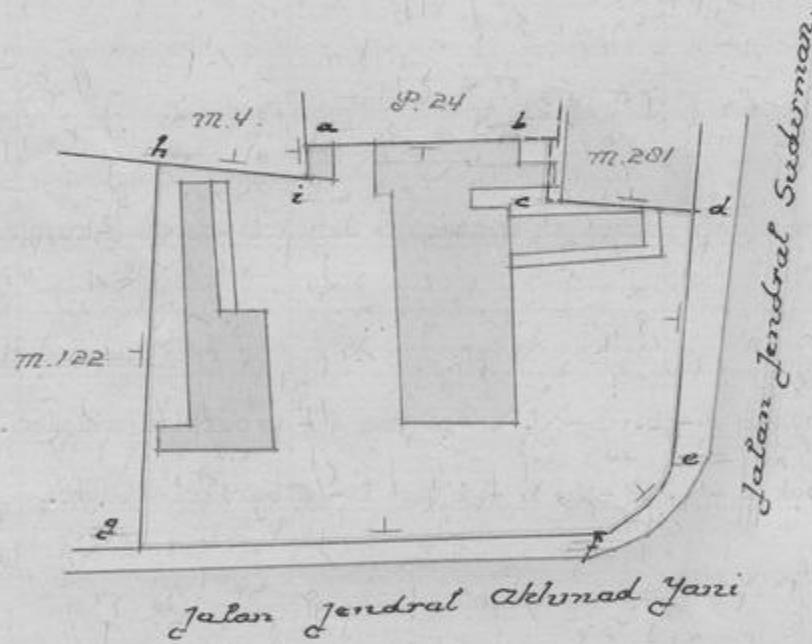 P. 24
M. 4.
a
b
h
M. 281
i
c
d
M. 122
e
g
f
Jalan Jendral Sudirman.
Jalan Jendral Akhmad Yani